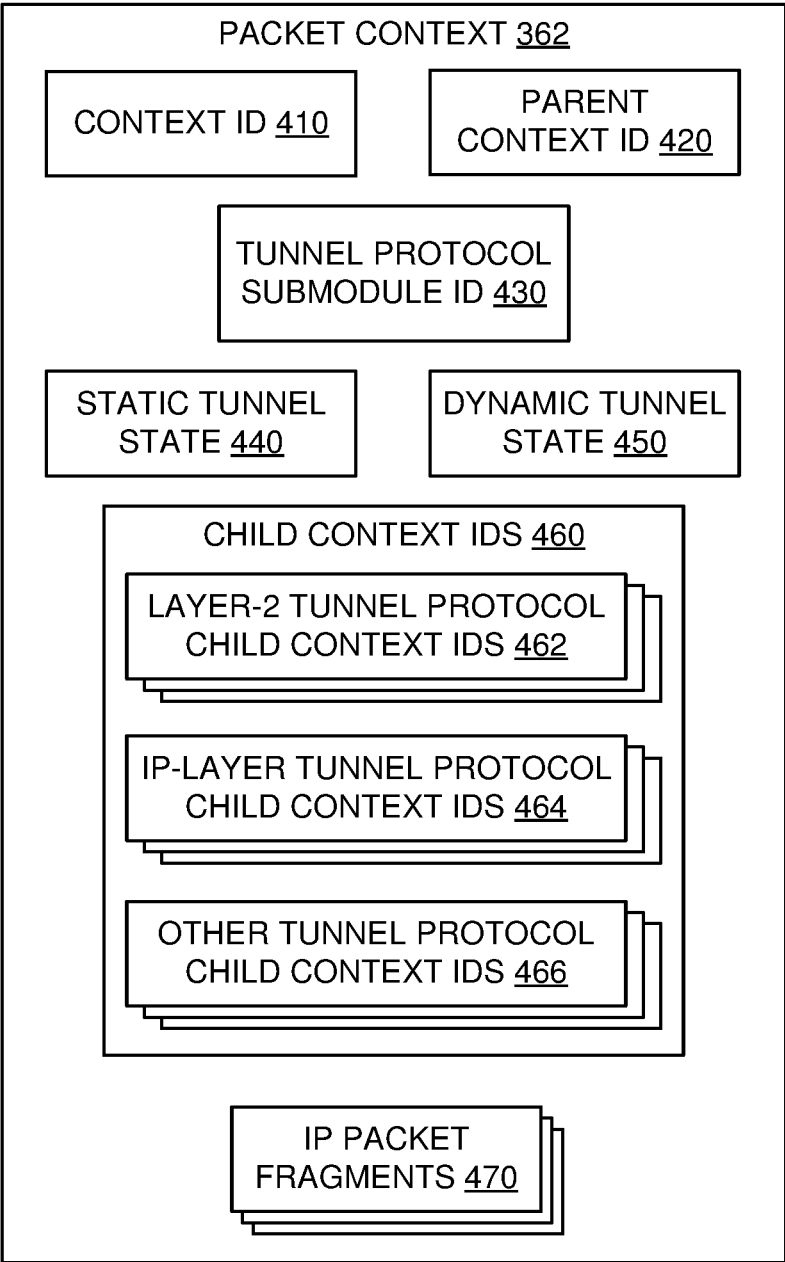 PACKET CONTEXT 362
CONTEXT ID 410
PARENT
CONTEXT ID 420
TUNNEL PROTOCOL
SUBMODULE ID 430
STATIC TUNNEL
STATE 440
DYNAMIC TUNNEL
STATE 450
CHILD CONTEXT IDS 460
LAYER-2 TUNNEL PROTOCOL
CHILD CONTEXT IDS 462
IP-LAYER TUNNEL PROTOCOL
CHILD CONTEXT IDS 464
OTHER TUNNEL PROTOCOL
CHILD CONTEXT IDS 466
IP PACKET
FRAGMENTS 470